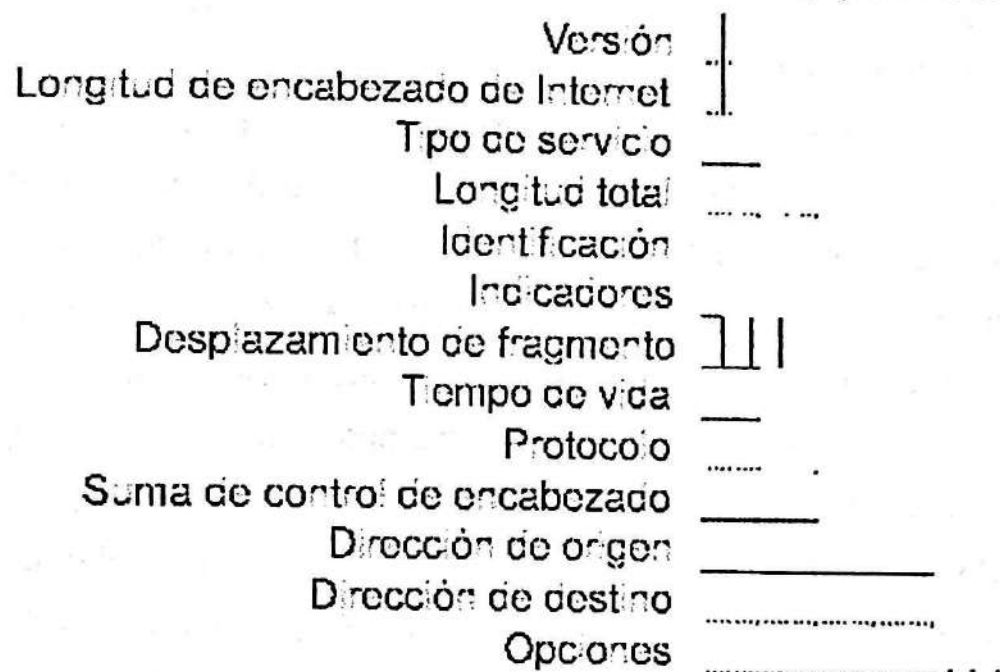 Versión
Longitud de encabezado de Internet
Tipo de servicio
Longitud total
Identificación
Indicadores
Desplazamiento de fragmento
Tiempo de vida
Protocolo
Suma de control de encabezado
Dirección de origen
Dirección de destino
Opciones